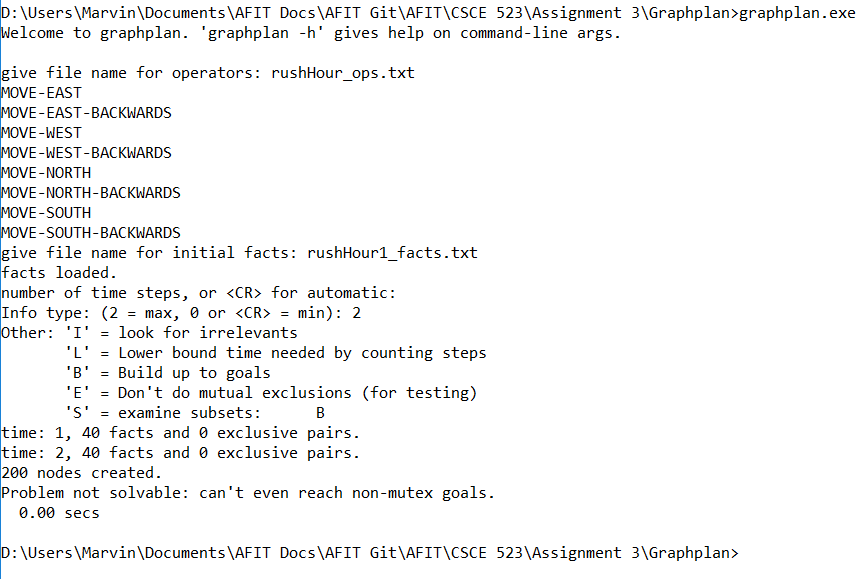 D:\Users\Marvin\Documents\AFIT Docs\AFIT Git\AFIT\CSCE 523\Assignment 3\Graphplan>graphplan.exe
Welcome to graphplan. 'graphplan -h' gives help on command-line args.
give file name for operators: rushHour_ops.txt
MOVE-EAST
MOVE-EAST-BACKWARDS
MOVE-WEST
MOVE-WEST-BACKWARDS
MOVE-NORTH
MOVE-NORTH-BACKWARDS
MOVE-SOUTH
MOVE-SOUTH-BACKWARDS
give file name for initial facts: rushHour1_facts.txt
facts loaded.
number of time steps, or <CR> for automatic:
Info type: (2 = max, 0 or <CR> = min): 2
Other: 'I' = look for irrelevants
       'L' = Lower bound time needed by counting steps
       'B' = Build up to goals
       'E' = Don't do mutual exclusions (for testing)
       'S' = examine subsets:      B
time: 1, 40 facts and 0 exclusive pairs.
time: 2, 40 facts and 0 exclusive pairs.
200 nodes created.
Problem not solvable: can't even reach non-mutex goals.
  0.00 secs
D:\Users\Marvin\Documents\AFIT Docs\AFIT Git\AFIT\CSCE 523\Assignment 3\Graphplan>